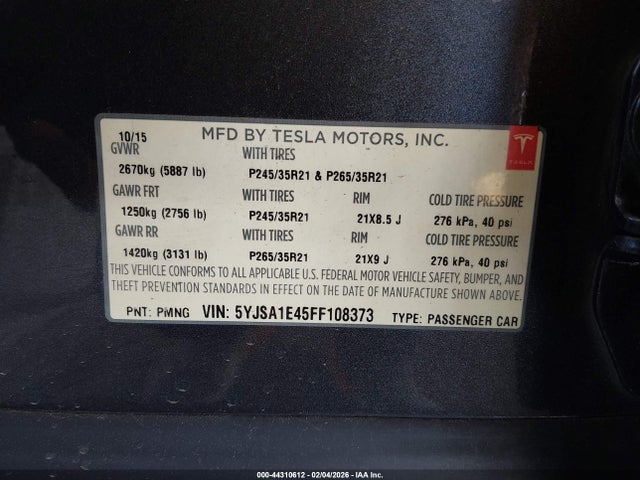 10/15 MFD BY TESLA MOTORS, INC.
TESLA
GVWR WITH TIRES
2670kg (5887 lb) P245/35R21 & P265/35R21
GAWR FRT WITH TIRES RIM COLD TIRE PRESSURE
1250kg (2756 lb) P245/35R21 21X8.5 J 276 kPa, 40 psi
GAWR RR WITH TIRES RIM COLD TIRE PRESSURE
1420kg (3131 lb) P265/35R21 21X9 J 276 kPa, 40 psi
THIS VEHICLE CONFORMS TO ALL APPLICABLE U.S. FEDERAL MOTOR VEHICLE SAFETY, BUMPER, AND
THEFT PREVENTION STANDARDS IN EFFECT ON THE DATE OF MANUFACTURE SHOWN ABOVE.
PNT: PMNG VIN: 5YJSA1E45FF108373 TYPE: PASSENGER CAR
000-44310612 - 02/04/2026 - IAA Inc.